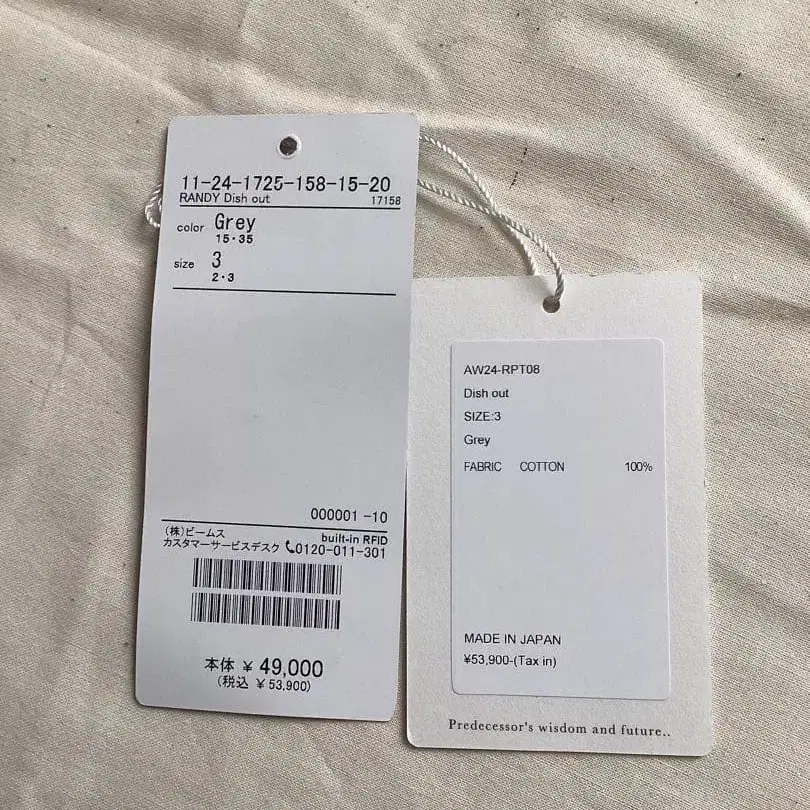 11-24-1725-158-15-20
RANDY Dish out 17158
color Grey
15・35
size 3
2・3
000001 -10
(株)ビームス built-in RFID
カスタマーサービスデスク 0120-011-301
本体 ¥ 49,000
(税込 ¥ 53,900)
AW24-RPT08
Dish out
SIZE:3
Grey
FABRIC COTTON 100%
MADE IN JAPAN
¥53,900-(Tax in)
Predecessor's wisdom and future..